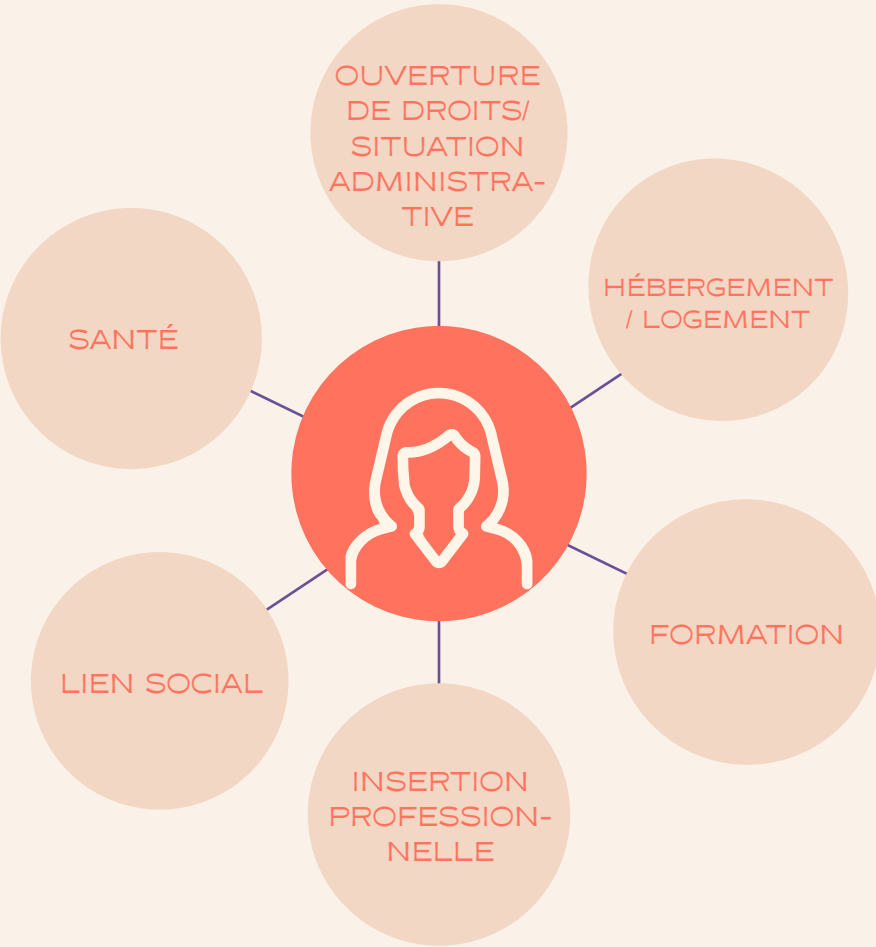 OUVERTURE
DE DROITS/
SITUATION
ADMINISTRA-
TIVE
HÉBERGEMENT
/ LOGEMENT
SANTÉ
FORMATION
LIEN SOCIAL
INSERTION
PROFESSION-
NELLE